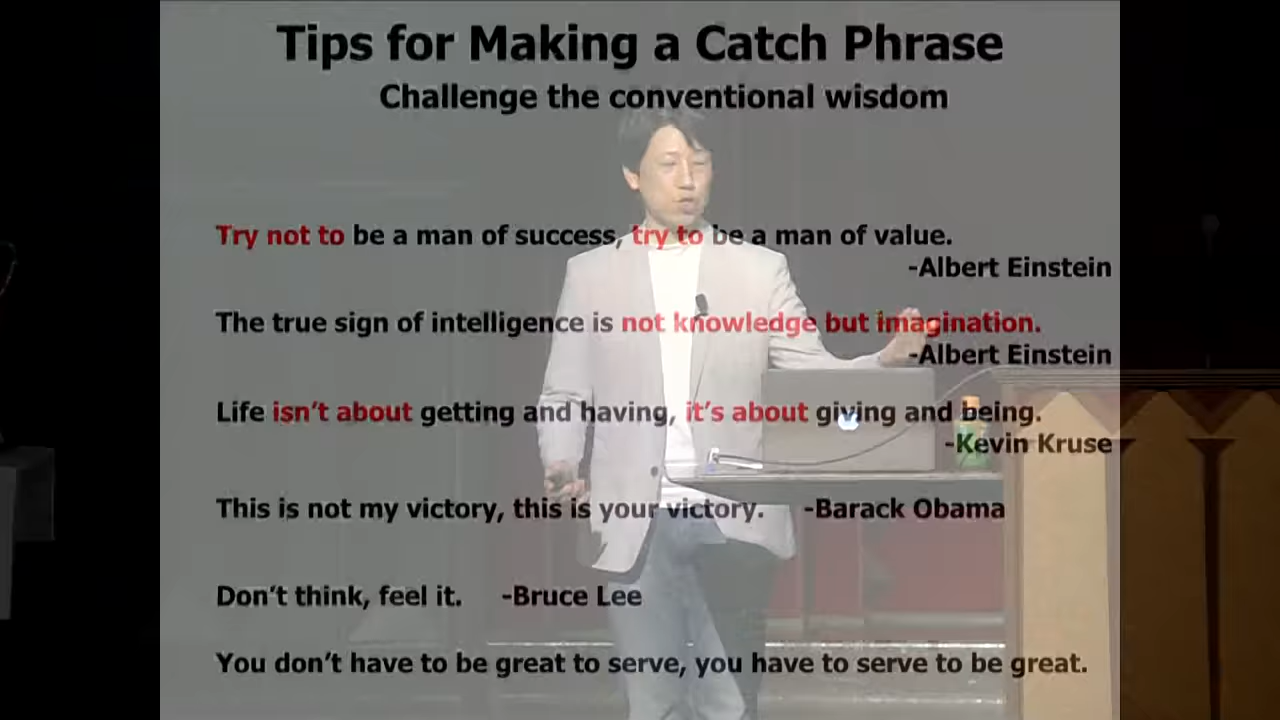 Tips for Making a Catch Phrase
Challenge the conventional wisdom
Try not to be a man of success, try to be a man of value.
-Albert Einstein
The true sign of intelligence is not knowledge but imagination.
-Albert Einstein
Life isn't about getting and having, it's about giving and being.
-Kevin Kruse
This is not my victory, this is your victory. -Barack Obama
Don't think, feel it. -Bruce Lee
You don't have to be great to serve, you have to serve to be great.